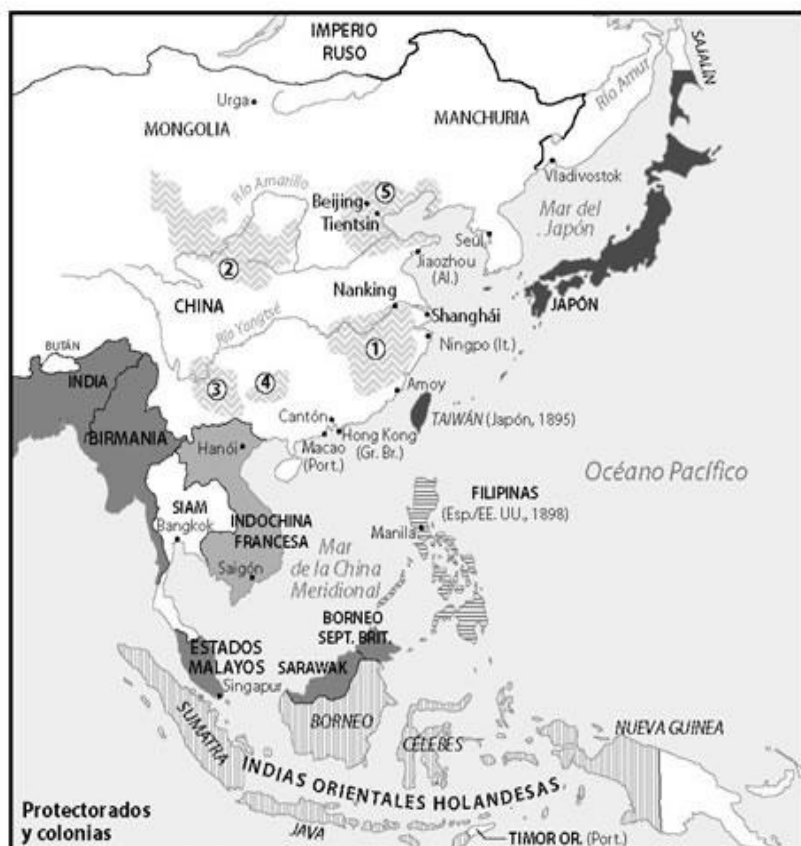 IMPERIO
RUSO
SAJALÍN
Río Amur
Urga
MONGOLIA
MANCHURIA
Vladivostok
Río Amarillo
⑤
Beijing
Tientsin
Mar del
Japón
Seúl
Jiaozhou
(Al.)
②
CHINA
Nanking
JAPÓN
Shanghái
Río Yongtsé
①
Ningpo (It.)
BUTÁN
③
④
Amoy
INDIA
Cantón
TAIWÁN (Japón, 1895)
BIRMANIA
Hanói
Hong Kong
(Gr. Br.)
Macao
(Port.)
Océano Pacífico
SIAM
Bangkok
FILIPINAS
(Esp./EE. UU., 1898)
INDOCHINA
FRANCESA
Manila
Mar
de la China
Meridional
Saigón
BORNEO
SEPT. BRIT.
ESTADOS
MALAYOS
SARAWAK
Singapur
SUMATRA
BORNEO
CÉLEBES
NUEVA GUINEA
INDIAS ORIENTALES HOLANDESAS
Protectorados
y colonias
JAVA
TIMOR OR. (Port.)